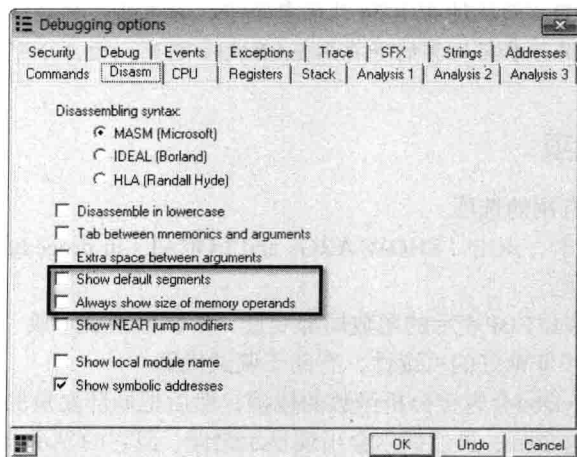 Debugging options
Security Debug Events Exceptions Trace SFX Strings Addresses
Commands Disasm CPU Registers Stack Analysis 1 Analysis 2 Analysis 3
Disassembling syntax:
MASM (Microsoft)
IDEAL (Borland)
HLA (Randall Hyde)
Disassemble in lowercase
Tab between mnemonics and arguments
Extra space between arguments
Show default segments
Always show size of memory operands
Show NEAR jump modifiers
Show local module name
Show symbolic addresses
OK Undo Cancel